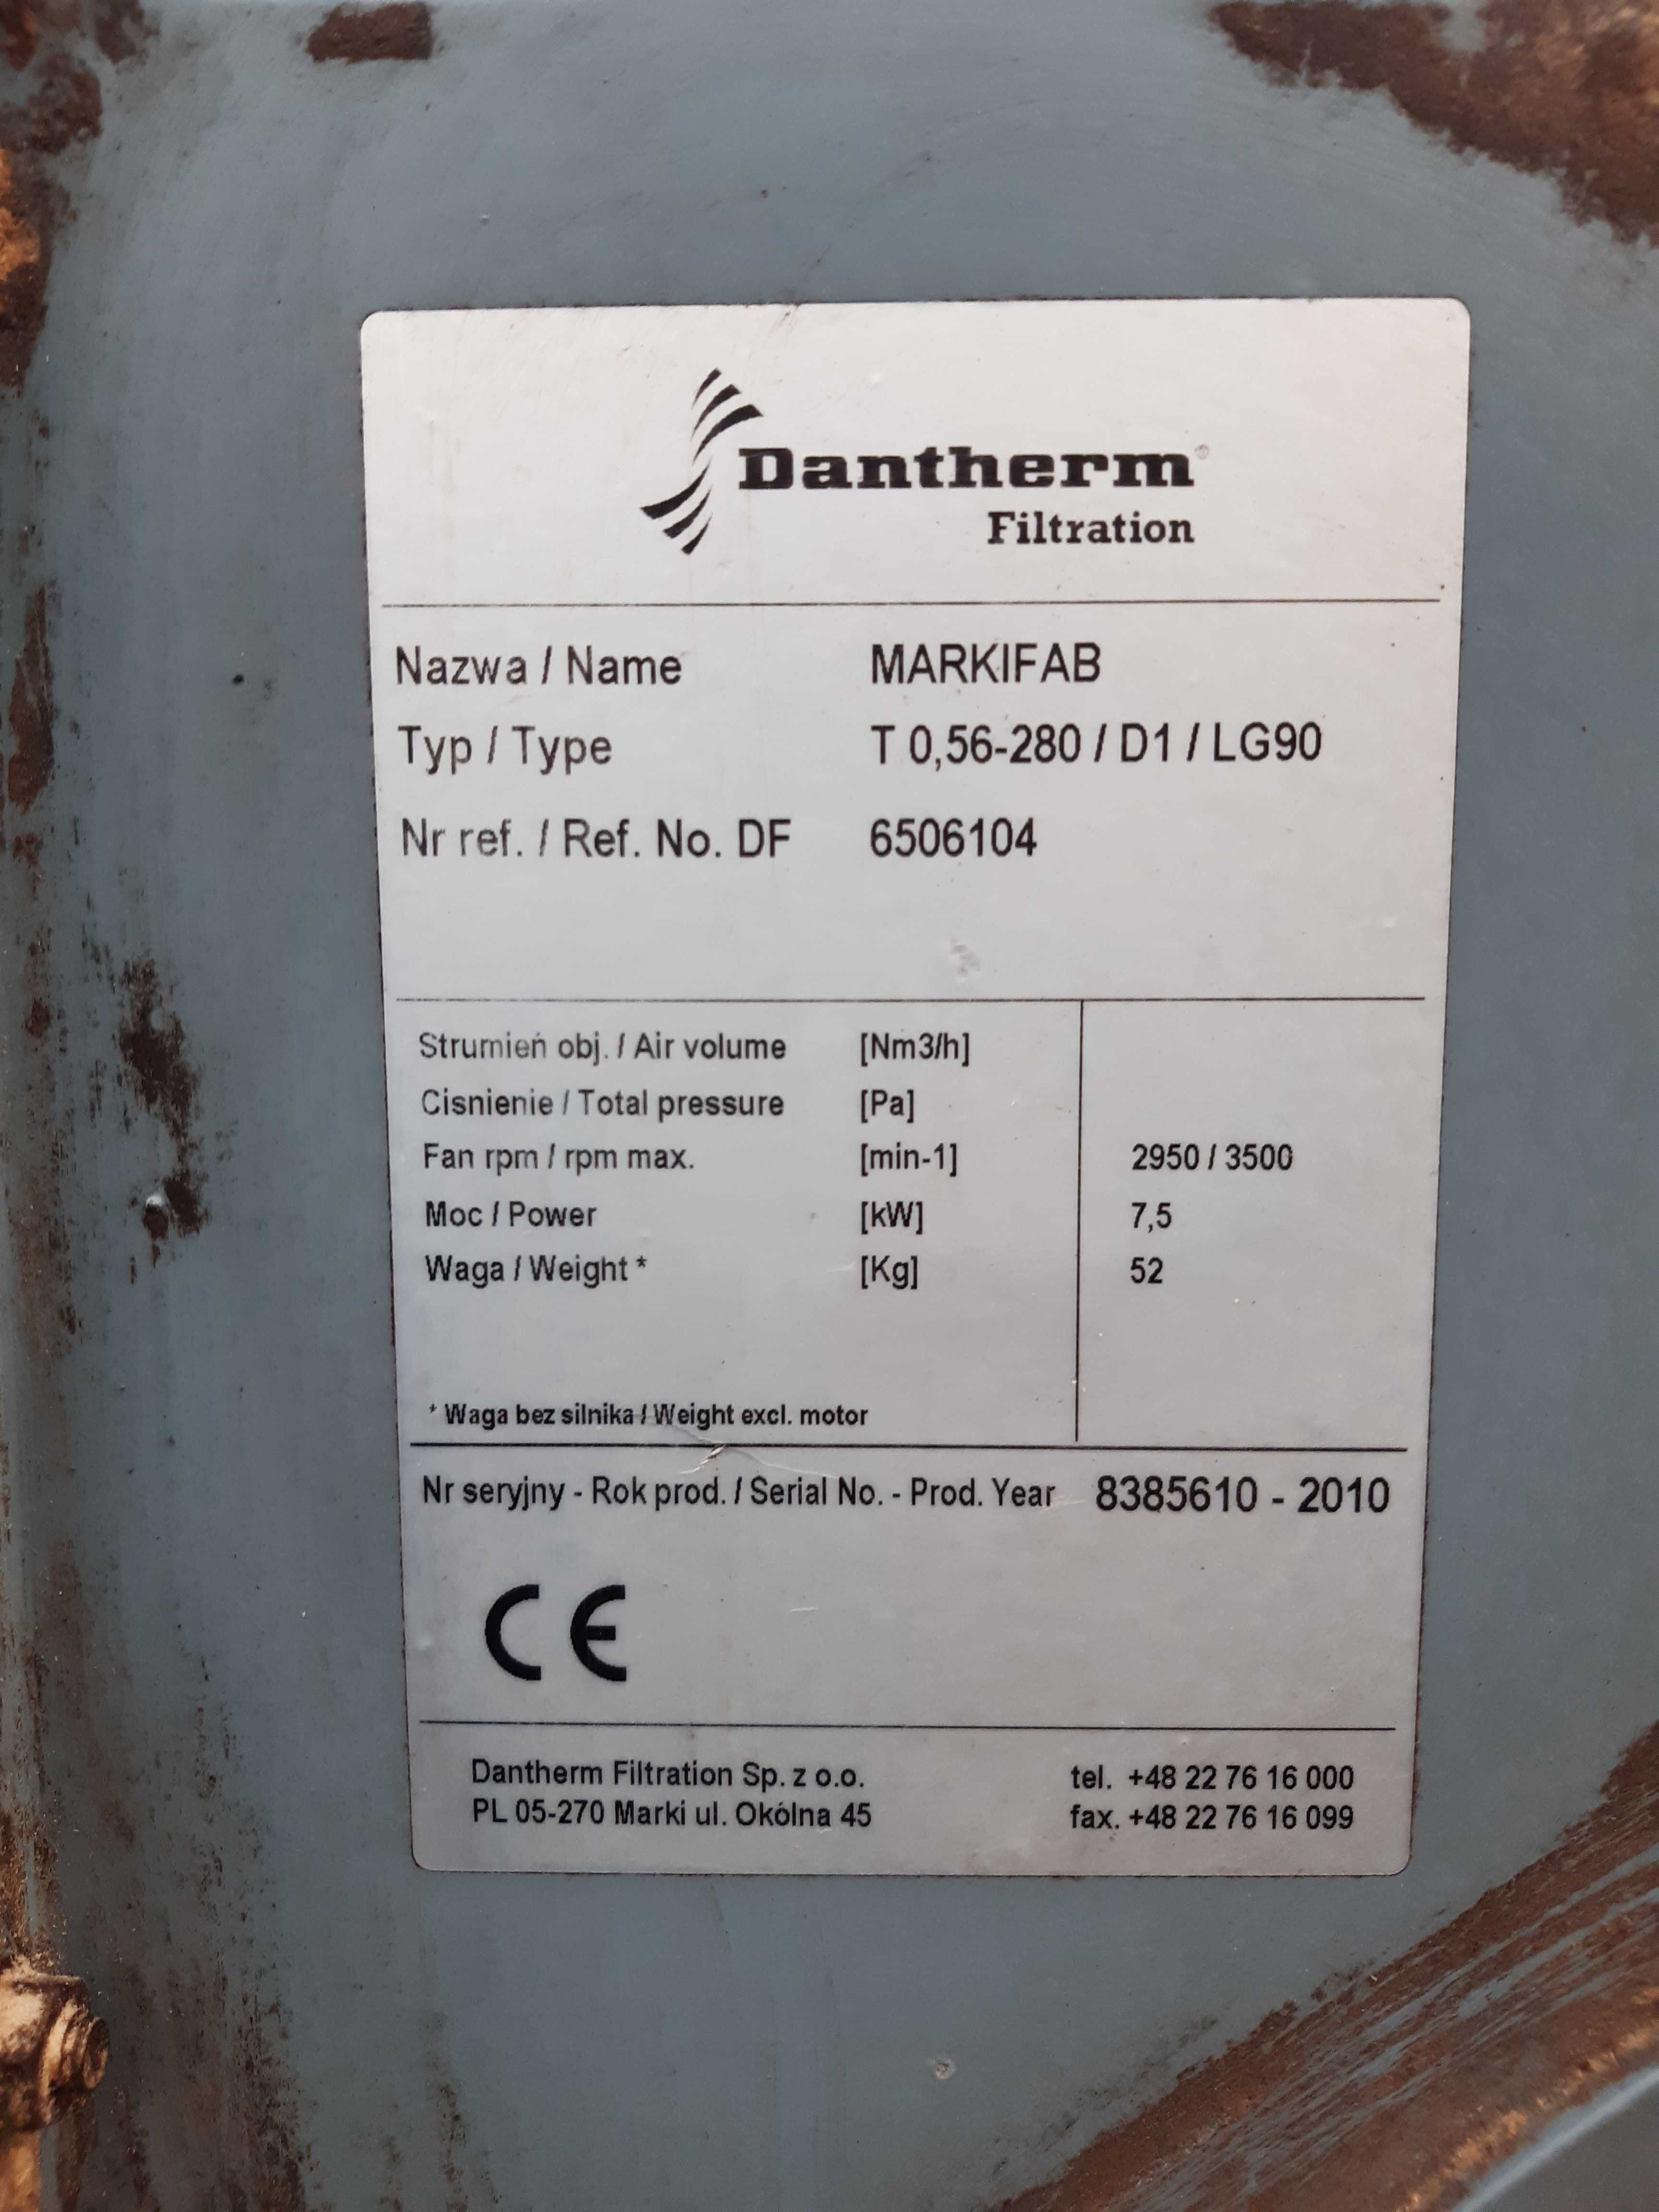 Dantherm®
Filtration
Nazwa / Name MARKIFAB
Typ / Type T 0,56-280 / D1 / LG90
Nr ref. / Ref. No. DF 6506104
Strumień obj. / Air volume [Nm3/h]
Cisnienie / Total pressure [Pa]
Fan rpm / rpm max. [min-1] 2950 / 3500
Moc / Power [kW] 7,5
Waga / Weight * [Kg] 52
* Waga bez silnika / Weight excl. motor
Nr seryjny - Rok prod. / Serial No. - Prod. Year 8385610 - 2010
CE
Dantherm Filtration Sp. z o.o. tel. +48 22 76 16 000
PL 05-270 Marki ul. Okólna 45 fax. +48 22 76 16 099